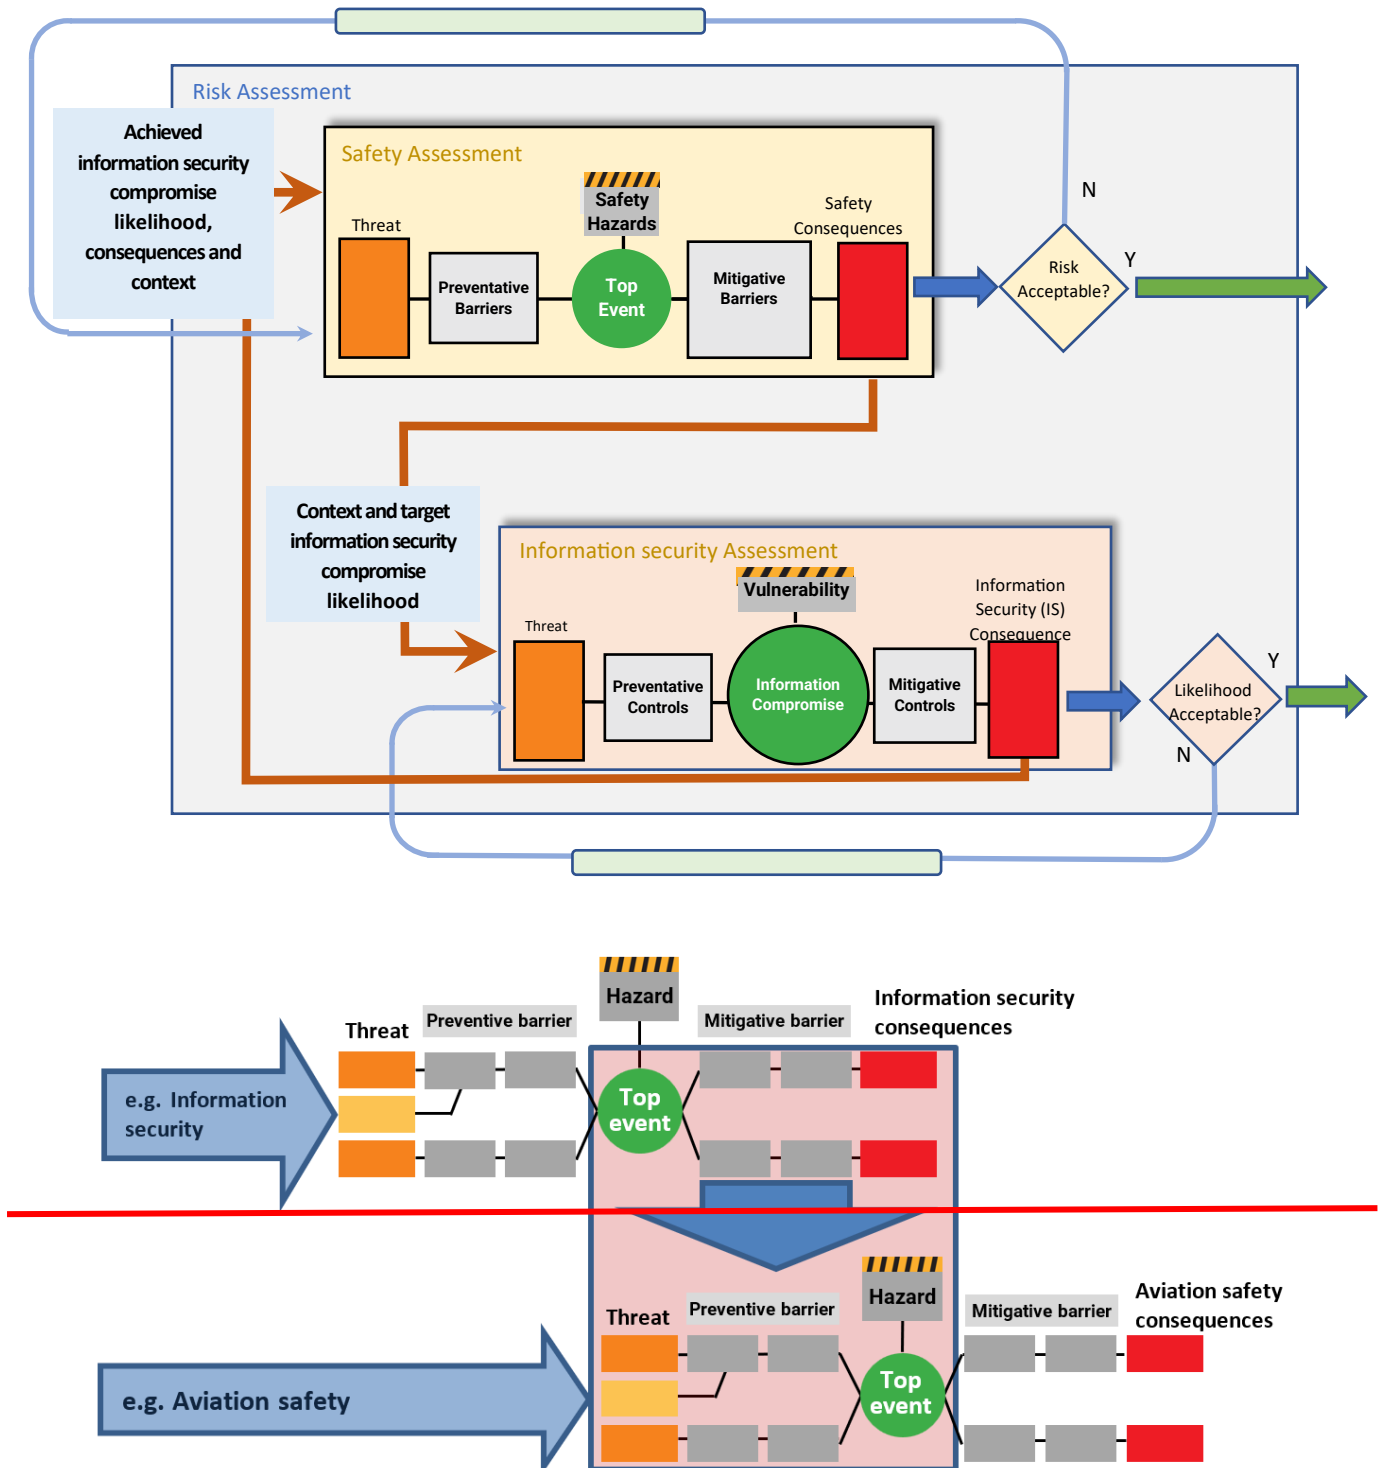 Risk Assessment
Achieved
information security
compromise
likelihood,
consequences and
context
Safety Assessment
Safety
Hazards
Threat
Preventative
Barriers
Top
Event
Mitigative
Barriers
Safety
Consequences
N
Risk
Acceptable?
Y
Context and target
information security
compromise
likelihood
Information security Assessment
Vulnerability
Threat
Preventative
Controls
Information
Compromise
Mitigative
Controls
Information
Security (IS)
Consequence
Likelihood
Acceptable?
Y
N
Hazard
Threat
Preventive barrier
Mitigative barrier
Information security
consequences
e.g. Information
security
Top
event
Hazard
Threat
Preventive barrier
Mitigative barrier
Aviation safety
consequences
e.g. Aviation safety
Top
event